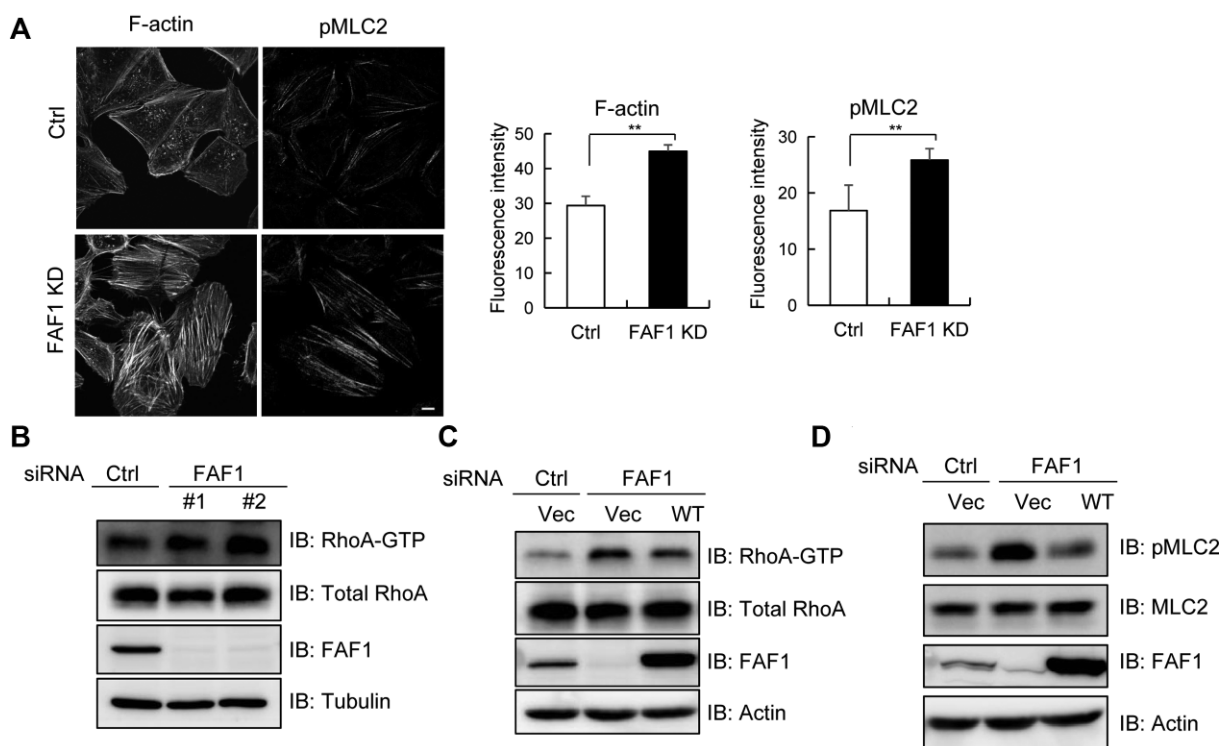 A
F-actin
pMLC2
Ctrl
FAF1 KD
F-actin
**
Fluorescence intensity
50
40
30
20
10
0
Ctrl
FAF1 KD
pMLC2
**
Fluorescence intensity
30
20
10
0
Ctrl
FAF1 KD
B
siRNA Ctrl FAF1
#1 #2
IB: RhoA-GTP
IB: Total RhoA
IB: FAF1
IB: Tubulin
C
siRNA Ctrl FAF1
Vec Vec WT
IB: RhoA-GTP
IB: Total RhoA
IB: FAF1
IB: Actin
D
siRNA Ctrl FAF1
Vec Vec WT
IB: pMLC2
IB: MLC2
IB: FAF1
IB: Actin